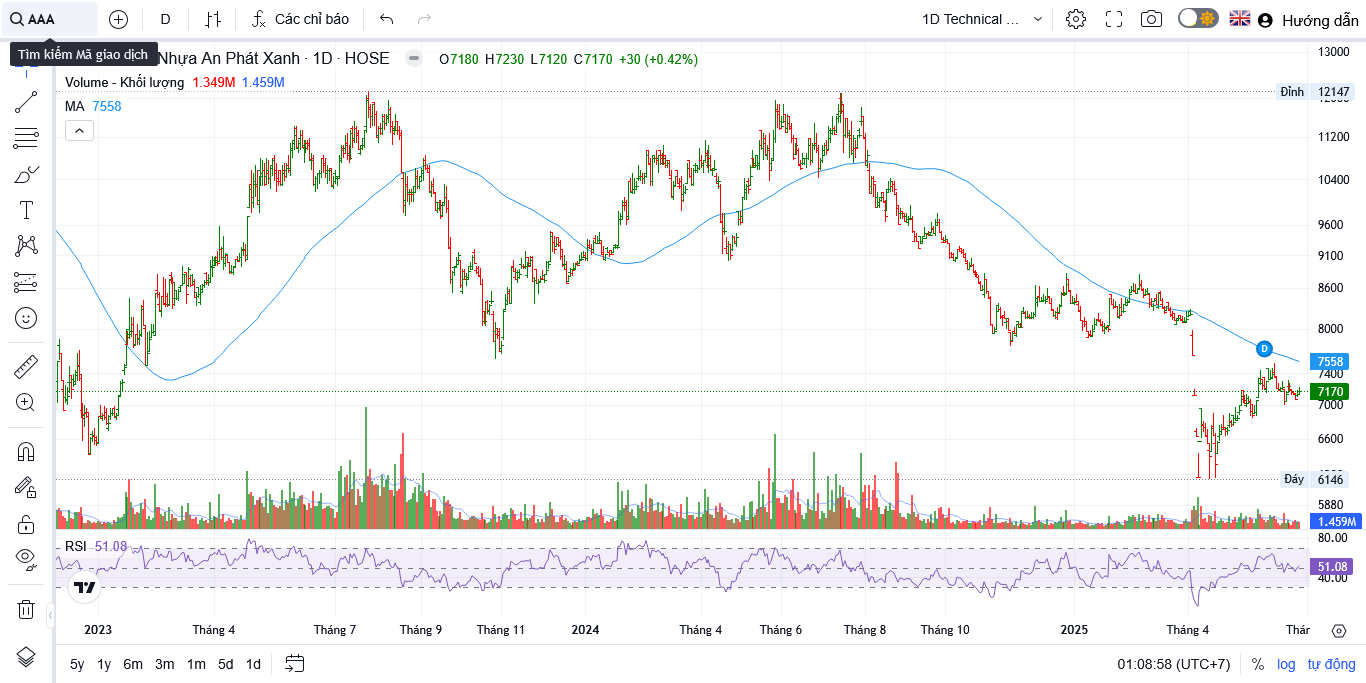 AAA
D
Các chỉ báo
1D Technical ...
Hướng dẫn
Tìm kiếm Mã giao dịch
Nhựa An Phát Xanh · 1D · HOSE
O7180 H7230 L7120 C7170 +30 (+0.42%)
Volume - Khối lượng 1.349M 1.459M
MA 7558
13000
Đỉnh 12147
11200
10400
9600
9100
8600
8000
D
7558
7400
7170
7000
6600
Đáy 6146
5880
1.459M
RSI 51.08
80.00
51.08
40.00
2023 Tháng 4 Tháng 7 Tháng 9 Tháng 11 2024 Tháng 4 Tháng 6 Tháng 8 Tháng 10 2025 Tháng 4 Thár
5y 1y 6m 3m 1m 5d 1d
01:08:58 (UTC+7) % log tự động